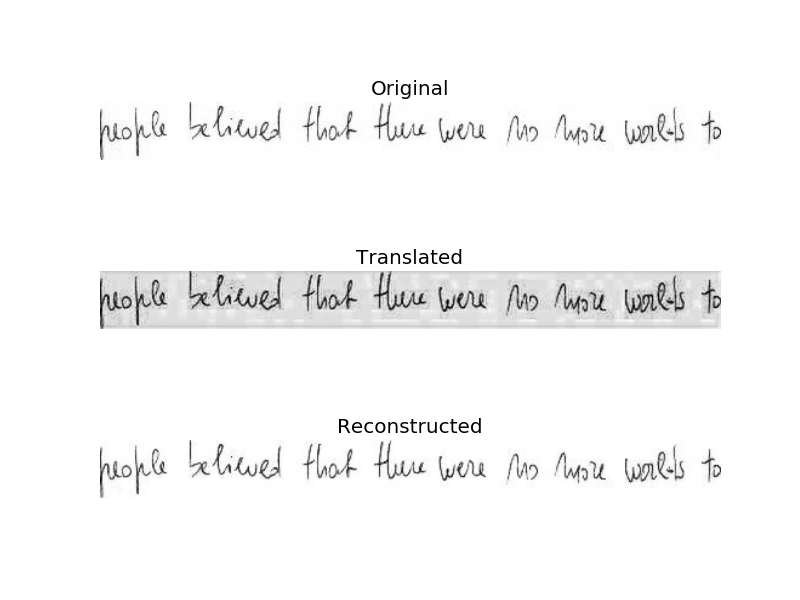 Original
people believed that there were no more worlds to
Translated
people believed that there were no more worlds to
Reconstructed
people believed that there were no more worlds to